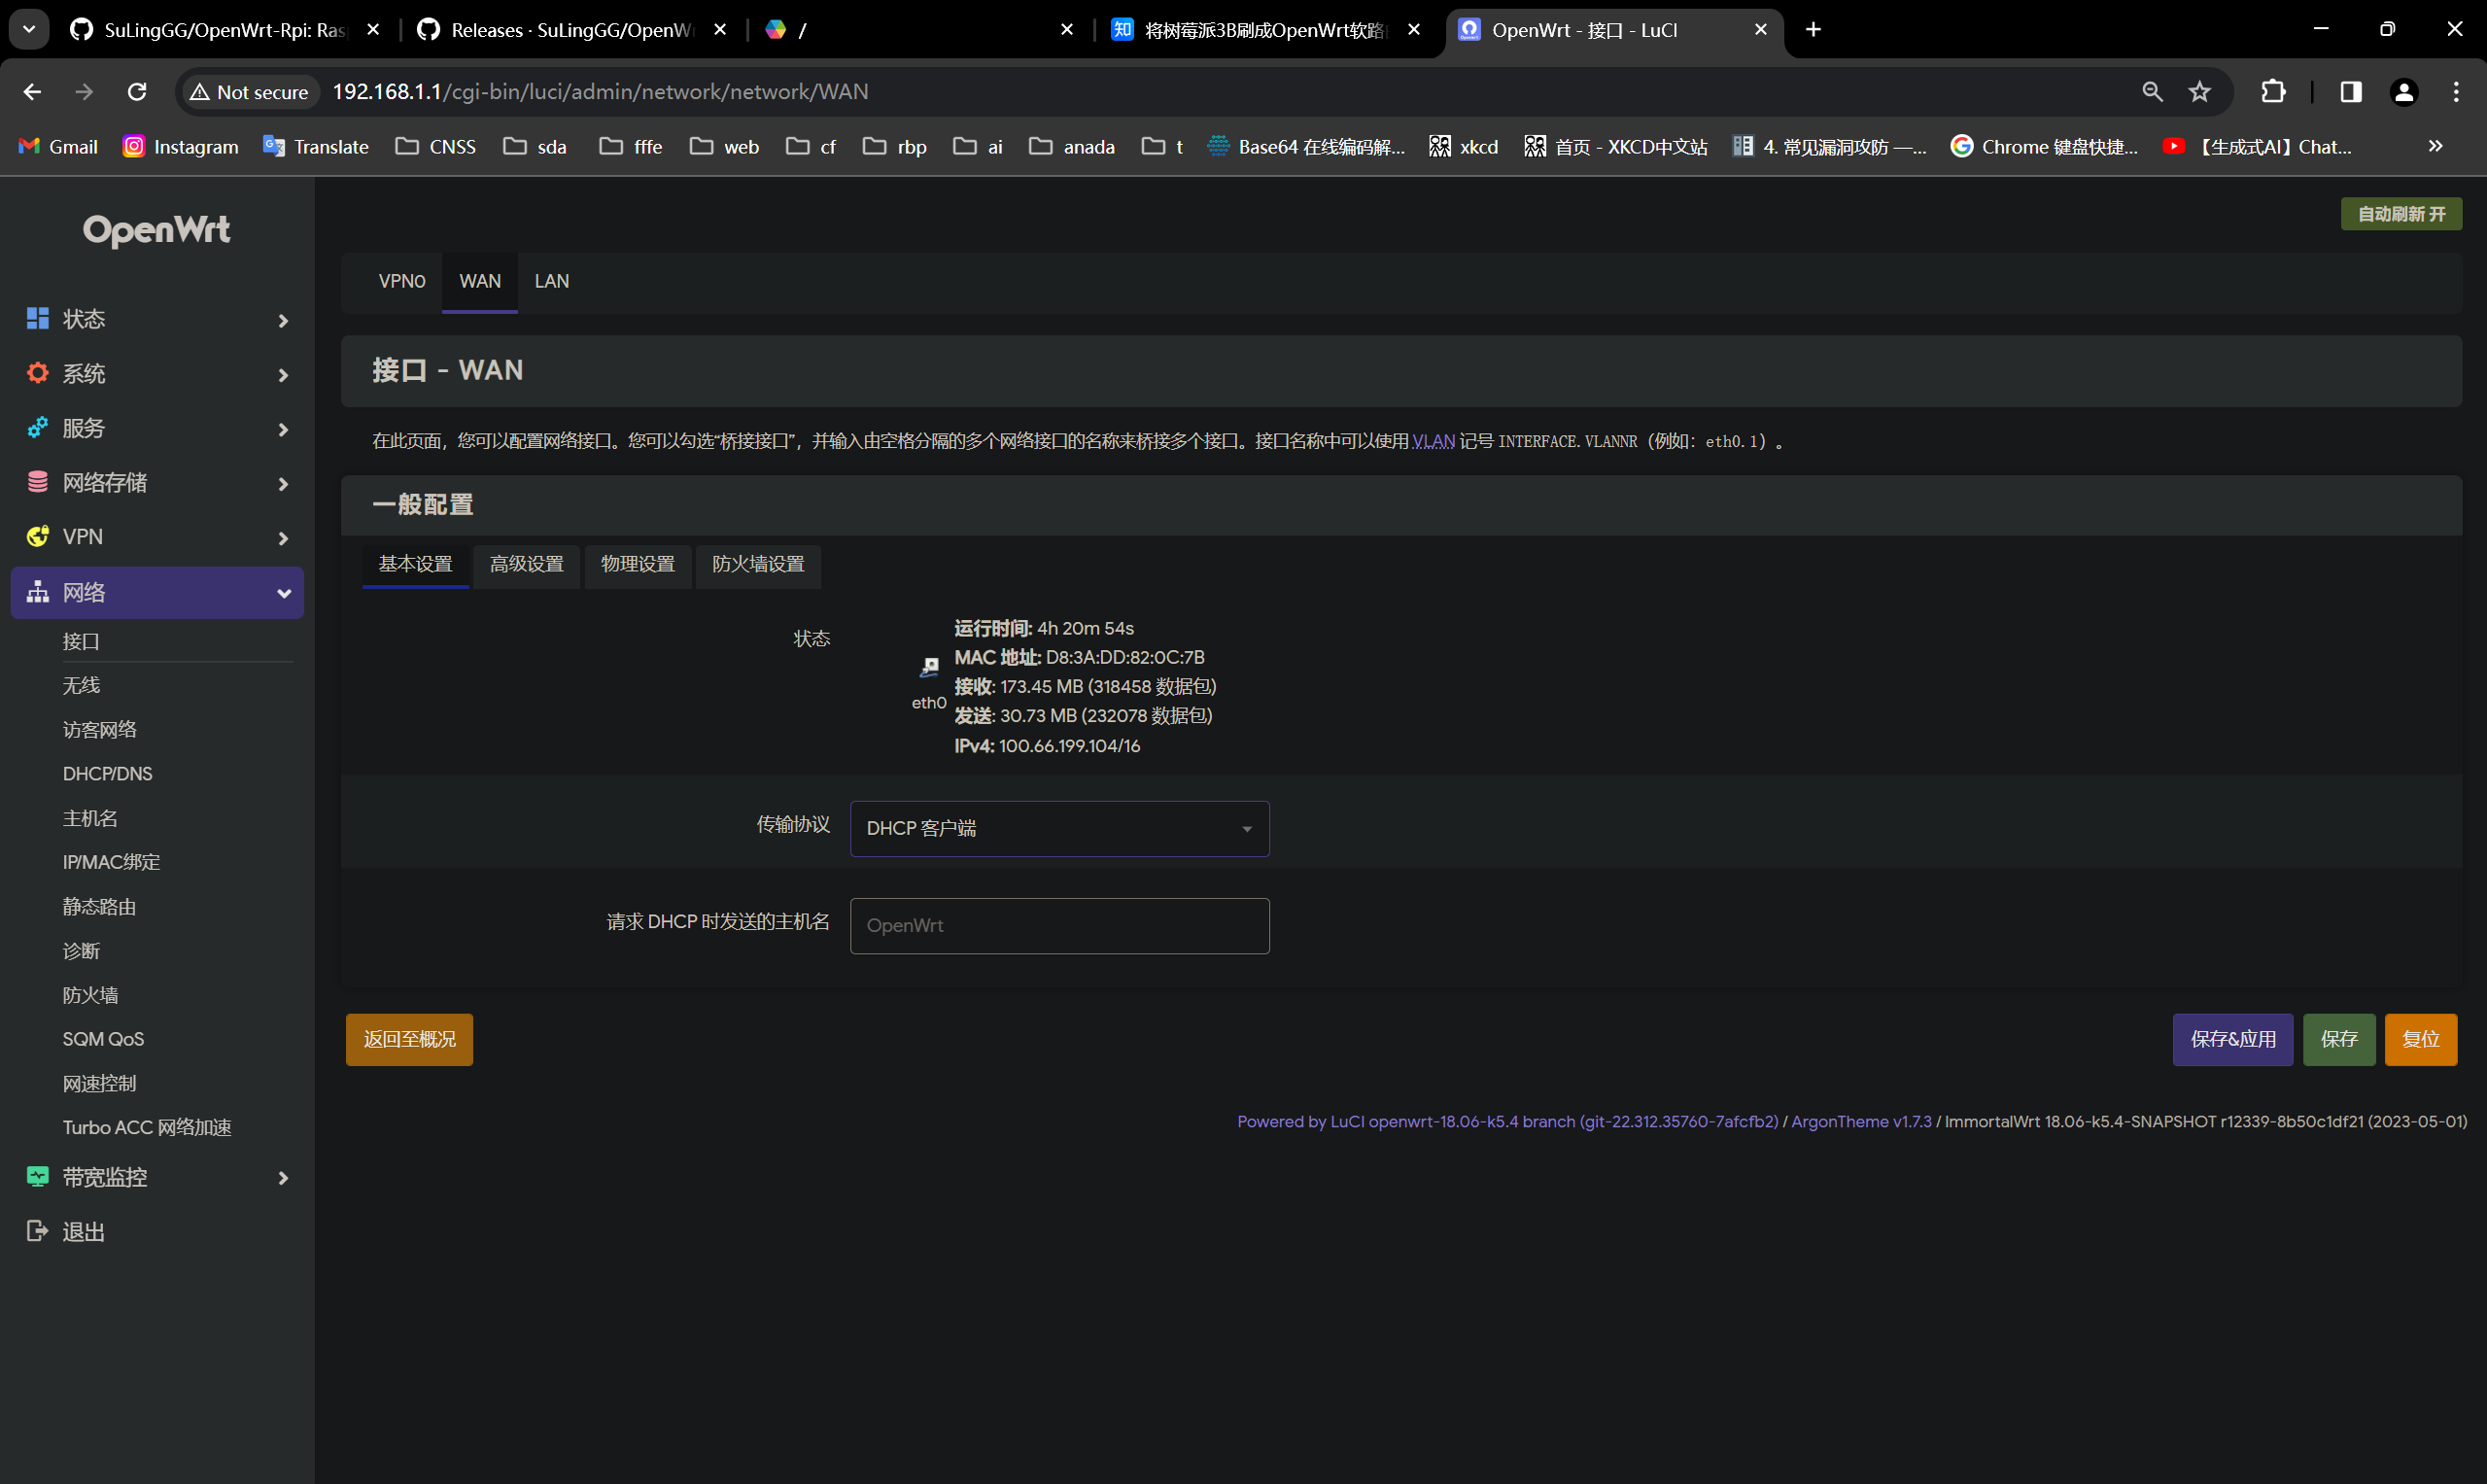 SuLingGG/OpenWrt-Rpi: Ras
Releases · SuLingGG/OpenW
/
将树莓派3B刷成OpenWrt软路
OpenWrt - 接口 - LuCI
Not secure
192.168.1.1/cgi-bin/luci/admin/network/network/WAN
Gmail
Instagram
Translate
CNSS
sda
fffe
web
cf
rbp
ai
anada
t
Base64 在线编码解...
xkcd
首页 - XKCD中文站
4. 常见漏洞攻防 —...
Chrome 键盘快捷...
【生成式AI】Chat...
OpenWrt
状态
系统
服务
网络存储
VPN
网络
接口
无线
访客网络
DHCP/DNS
主机名
IP/MAC绑定
静态路由
诊断
防火墙
SQM QoS
网速控制
Turbo ACC 网络加速
带宽监控
退出
自动刷新 开
VPN0
WAN
LAN
接口 - WAN
在此页面，您可以配置网络接口。您可以勾选“桥接接口”，并输入由空格分隔的多个网络接口的名称来桥接多个接口。接口名称中可以使用 VLAN 记号 INTERFACE.VLANNR（例如：eth0.1）。
一般配置
基本设置
高级设置
物理设置
防火墙设置
状态
eth0
运行时间: 4h 20m 54s
MAC 地址: D8:3A:DD:82:0C:7B
接收: 173.45 MB (318458 数据包)
发送: 30.73 MB (232078 数据包)
IPv4: 100.66.199.104/16
传输协议
DHCP 客户端
请求 DHCP 时发送的主机名
OpenWrt
返回至概况
保存&应用
保存
复位
Powered by LuCI openwrt-18.06-k5.4 branch (git-22.312.35760-7afcfb2) / ArgonTheme v1.7.3 / ImmortalWrt 18.06-k5.4-SNAPSHOT r12339-8b50c1df21 (2023-05-01)